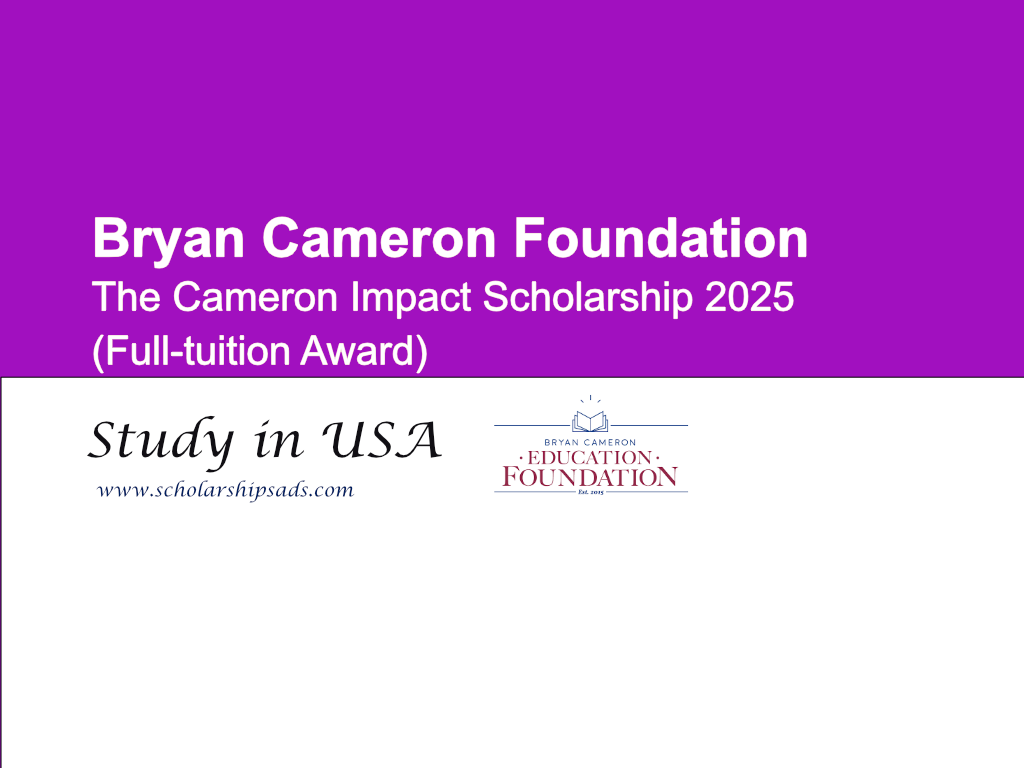 Bryan Cameron Foundation
The Cameron Impact Scholarship 2025
(Full-tuition Award)
Study in USA
www.scholarshipsads.com
BRYAN CAMERON
·EDUCATION·
FOUNDATION
Est. 2015